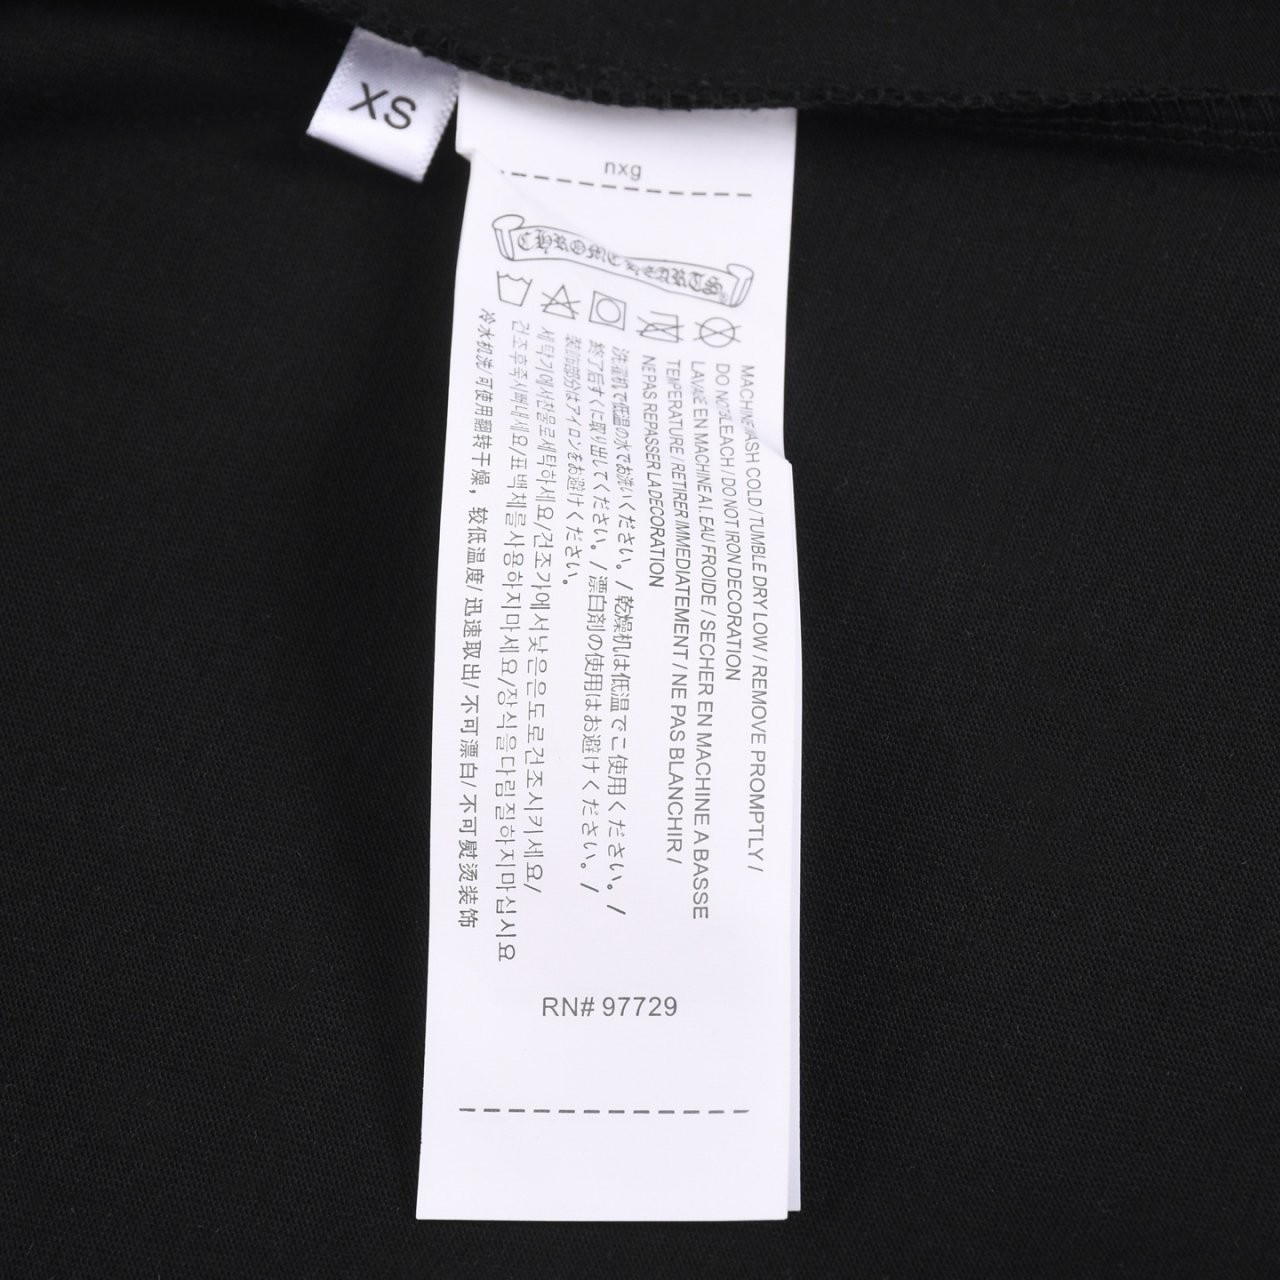 XS
nxg
CHROME HEARTS
MACHINE WASH COLD / TUMBLE DRY LOW / REMOVE PROMPTLY /
DO NOT BLEACH / DO NOT IRON DECORATION
LAVAGE EN MACHINE A I. EAU FROIDE / SECHER EN MACHINE A BASSE
TEMPERATURE / RETIRER IMMEDIATEMENT / NE PAS BLANCHIR /
NE PAS REPASSER LA DECORATION
洗濯机で低温の水でお洗いください。/ 乾燥机は低温でご使用ください。/
終了后すぐに取り出してください。/ 漂白剤の使用はお避けください。/
装飾部分はアイロンをお避けください。
세탁기에서찬물로세탁하세요/건조기에서낮은온도로건조시키세요/
건조후즉시빼내세요/표백제를사용하지마세요/장식을다림질하지마십시요
冷水机洗/可使用翻转干燥，较低温度/迅速取出/不可漂白/不可熨烫装饰
RN# 97729